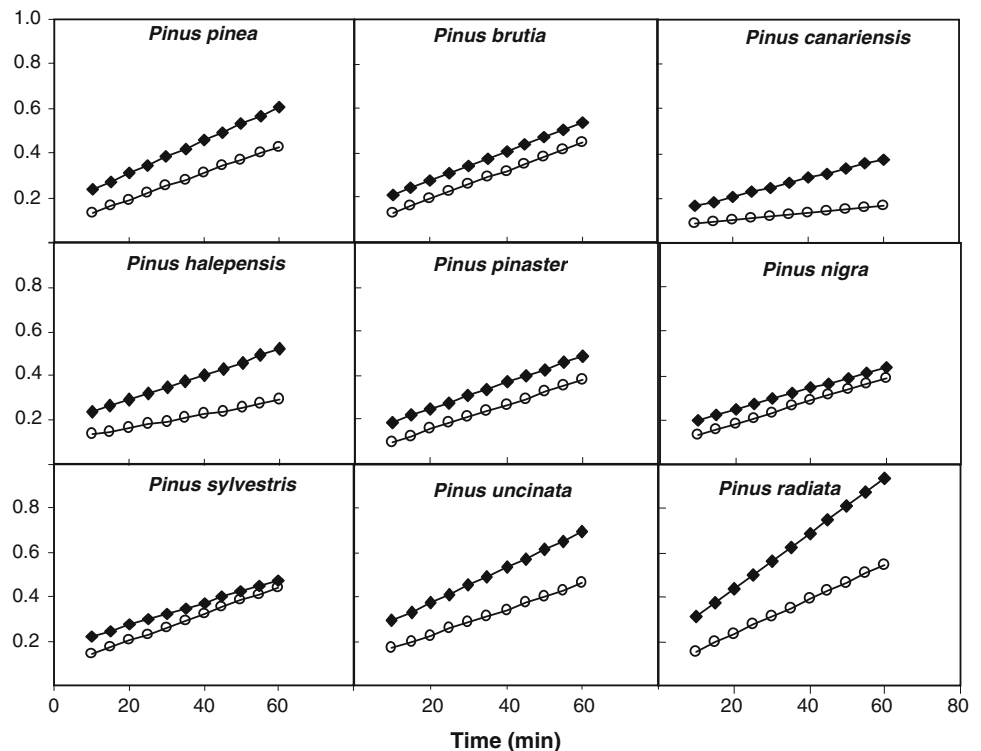 1.0
Pinus pinea
Pinus brutia
Pinus canariensis
0.8
0.6
0.4
0.2
Pinus halepensis
Pinus pinaster
Pinus nigra
0.8
0.6
0.4
0.2
Pinus sylvestris
Pinus uncinata
Pinus radiata
0.8
0.6
0.4
0.2
0 20 40 60 20 40 60 20 40 60 80
Time (min)